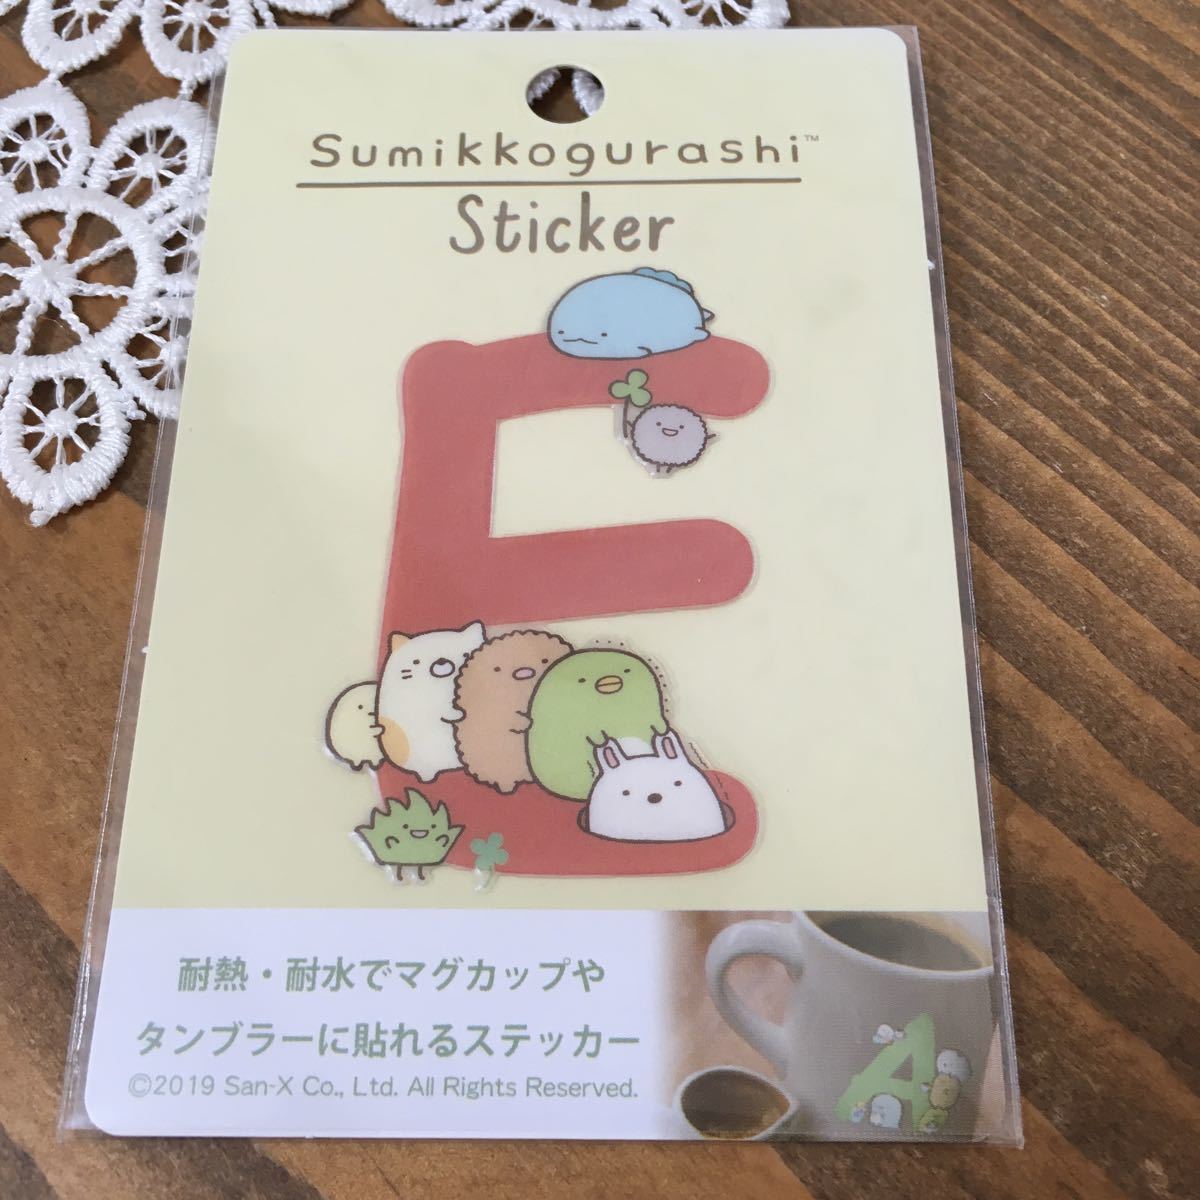 Sumikkogurashi™
Sticker
E
耐熱・耐水でマグカップや
タンブラーに貼れるステッカー
©2019 San-X Co., Ltd. All Rights Reserved.
A